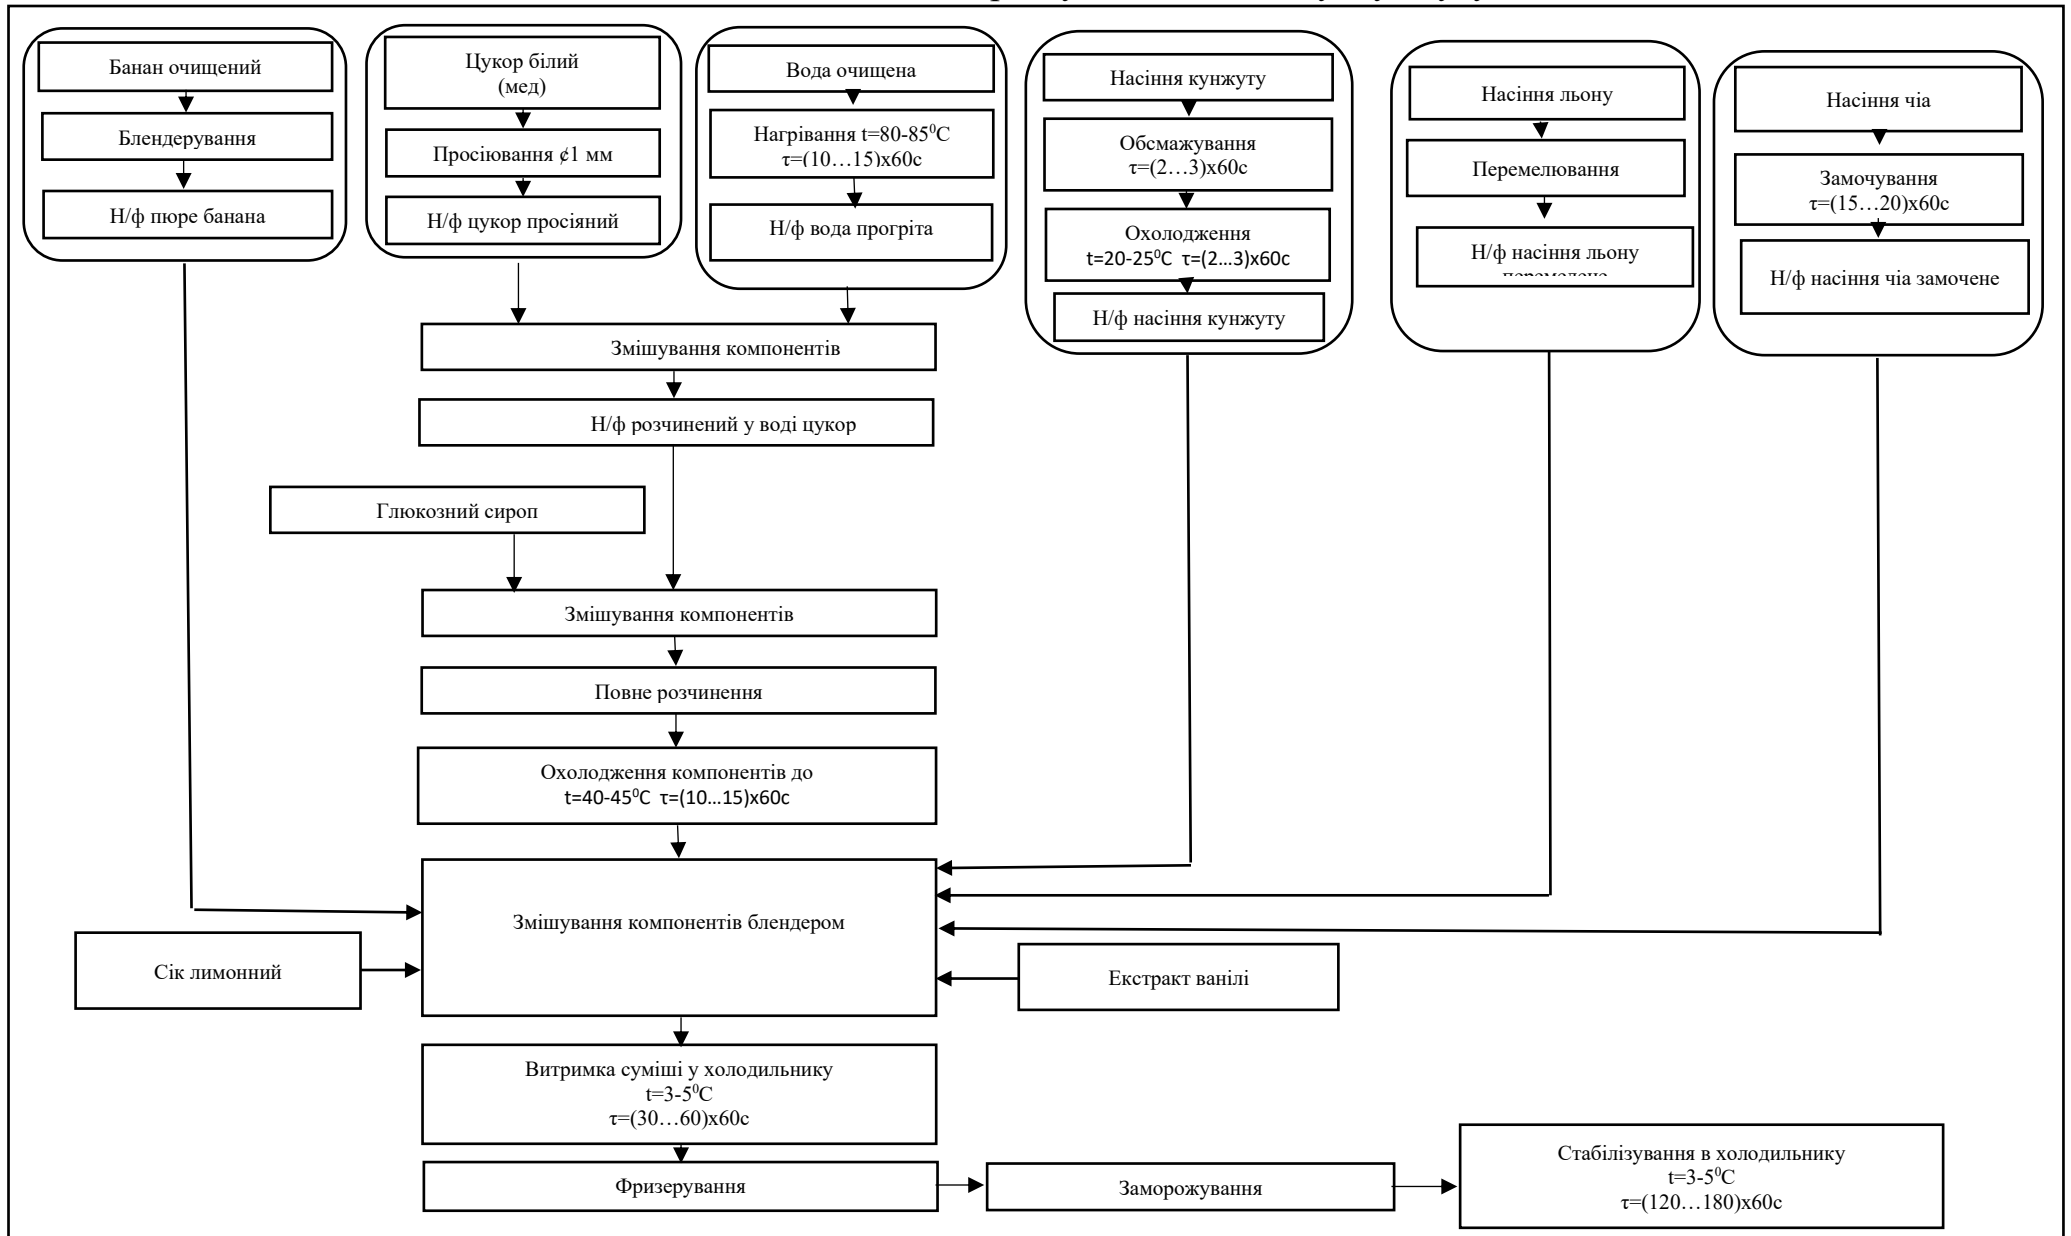 Банан очищений
Блендерування
Н/ф пюре банана
Цукор білий
(мед)
Просіювання ¢1 мм
Н/ф цукор просіяний
Вода очищена
Нагрівання t=80-85⁰С
τ=(10…15)х60с
Н/ф вода прогріта
Насіння кунжуту
Обсмажування
τ=(2…3)х60с
Охолодження
t=20-25⁰С τ=(2…3)х60с
Н/ф насіння кунжуту
Насіння льону
Перемелювання
Н/ф насіння льону
Насіння чіа
Замочування
τ=(15…20)х60с
Н/ф насіння чіа замочене
Змішування компонентів
Н/ф розчинений у воді цукор
Глюкозний сироп
Змішування компонентів
Повне розчинення
Охолодження компонентів до
t=40-45⁰С τ=(10…15)х60с
Змішування компонентів блендером
Сік лимонний
Екстракт ванілі
Витримка суміші у холодильнику
t=3-5⁰С
τ=(30…60)х60с
Фризерування
Заморожування
Стабілізування в холодильнику
t=3-5⁰С
τ=(120…180)х60с